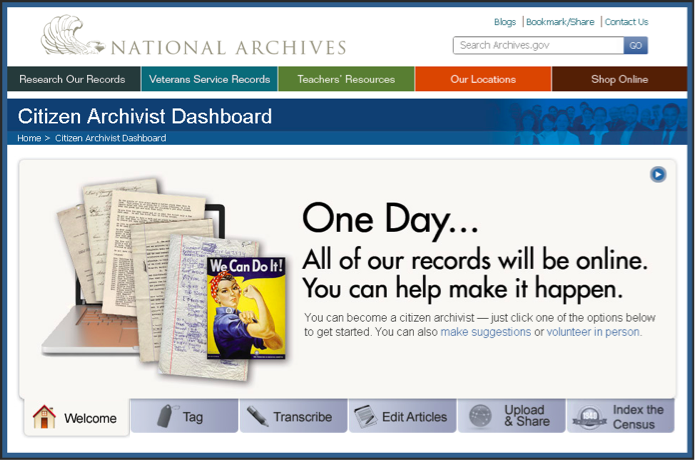 Blogs | Bookmark/Share | Contact Us
NATIONAL ARCHIVES
Search Archives.gov GO
Research Our Records Veterans Service Records Teachers' Resources Our Locations Shop Online
Citizen Archivist Dashboard
Home > Citizen Archivist Dashboard
We Can Do It!
One Day...
All of our records will be online.
You can help make it happen.
You can become a citizen archivist — just click one of the options below
to get started. You can also make suggestions or volunteer in person.
Welcome Tag Transcribe Edit Articles Upload & Share Index the Census